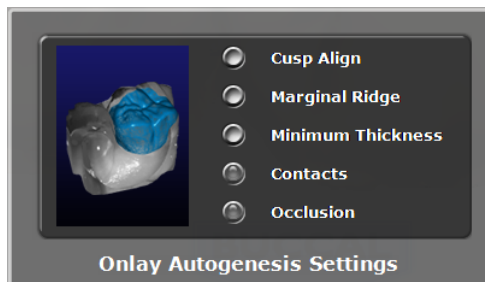 Cusp Align
Marginal Ridge
Minimum Thickness
Contacts
Occlusion
Onlay Autogenesis Settings